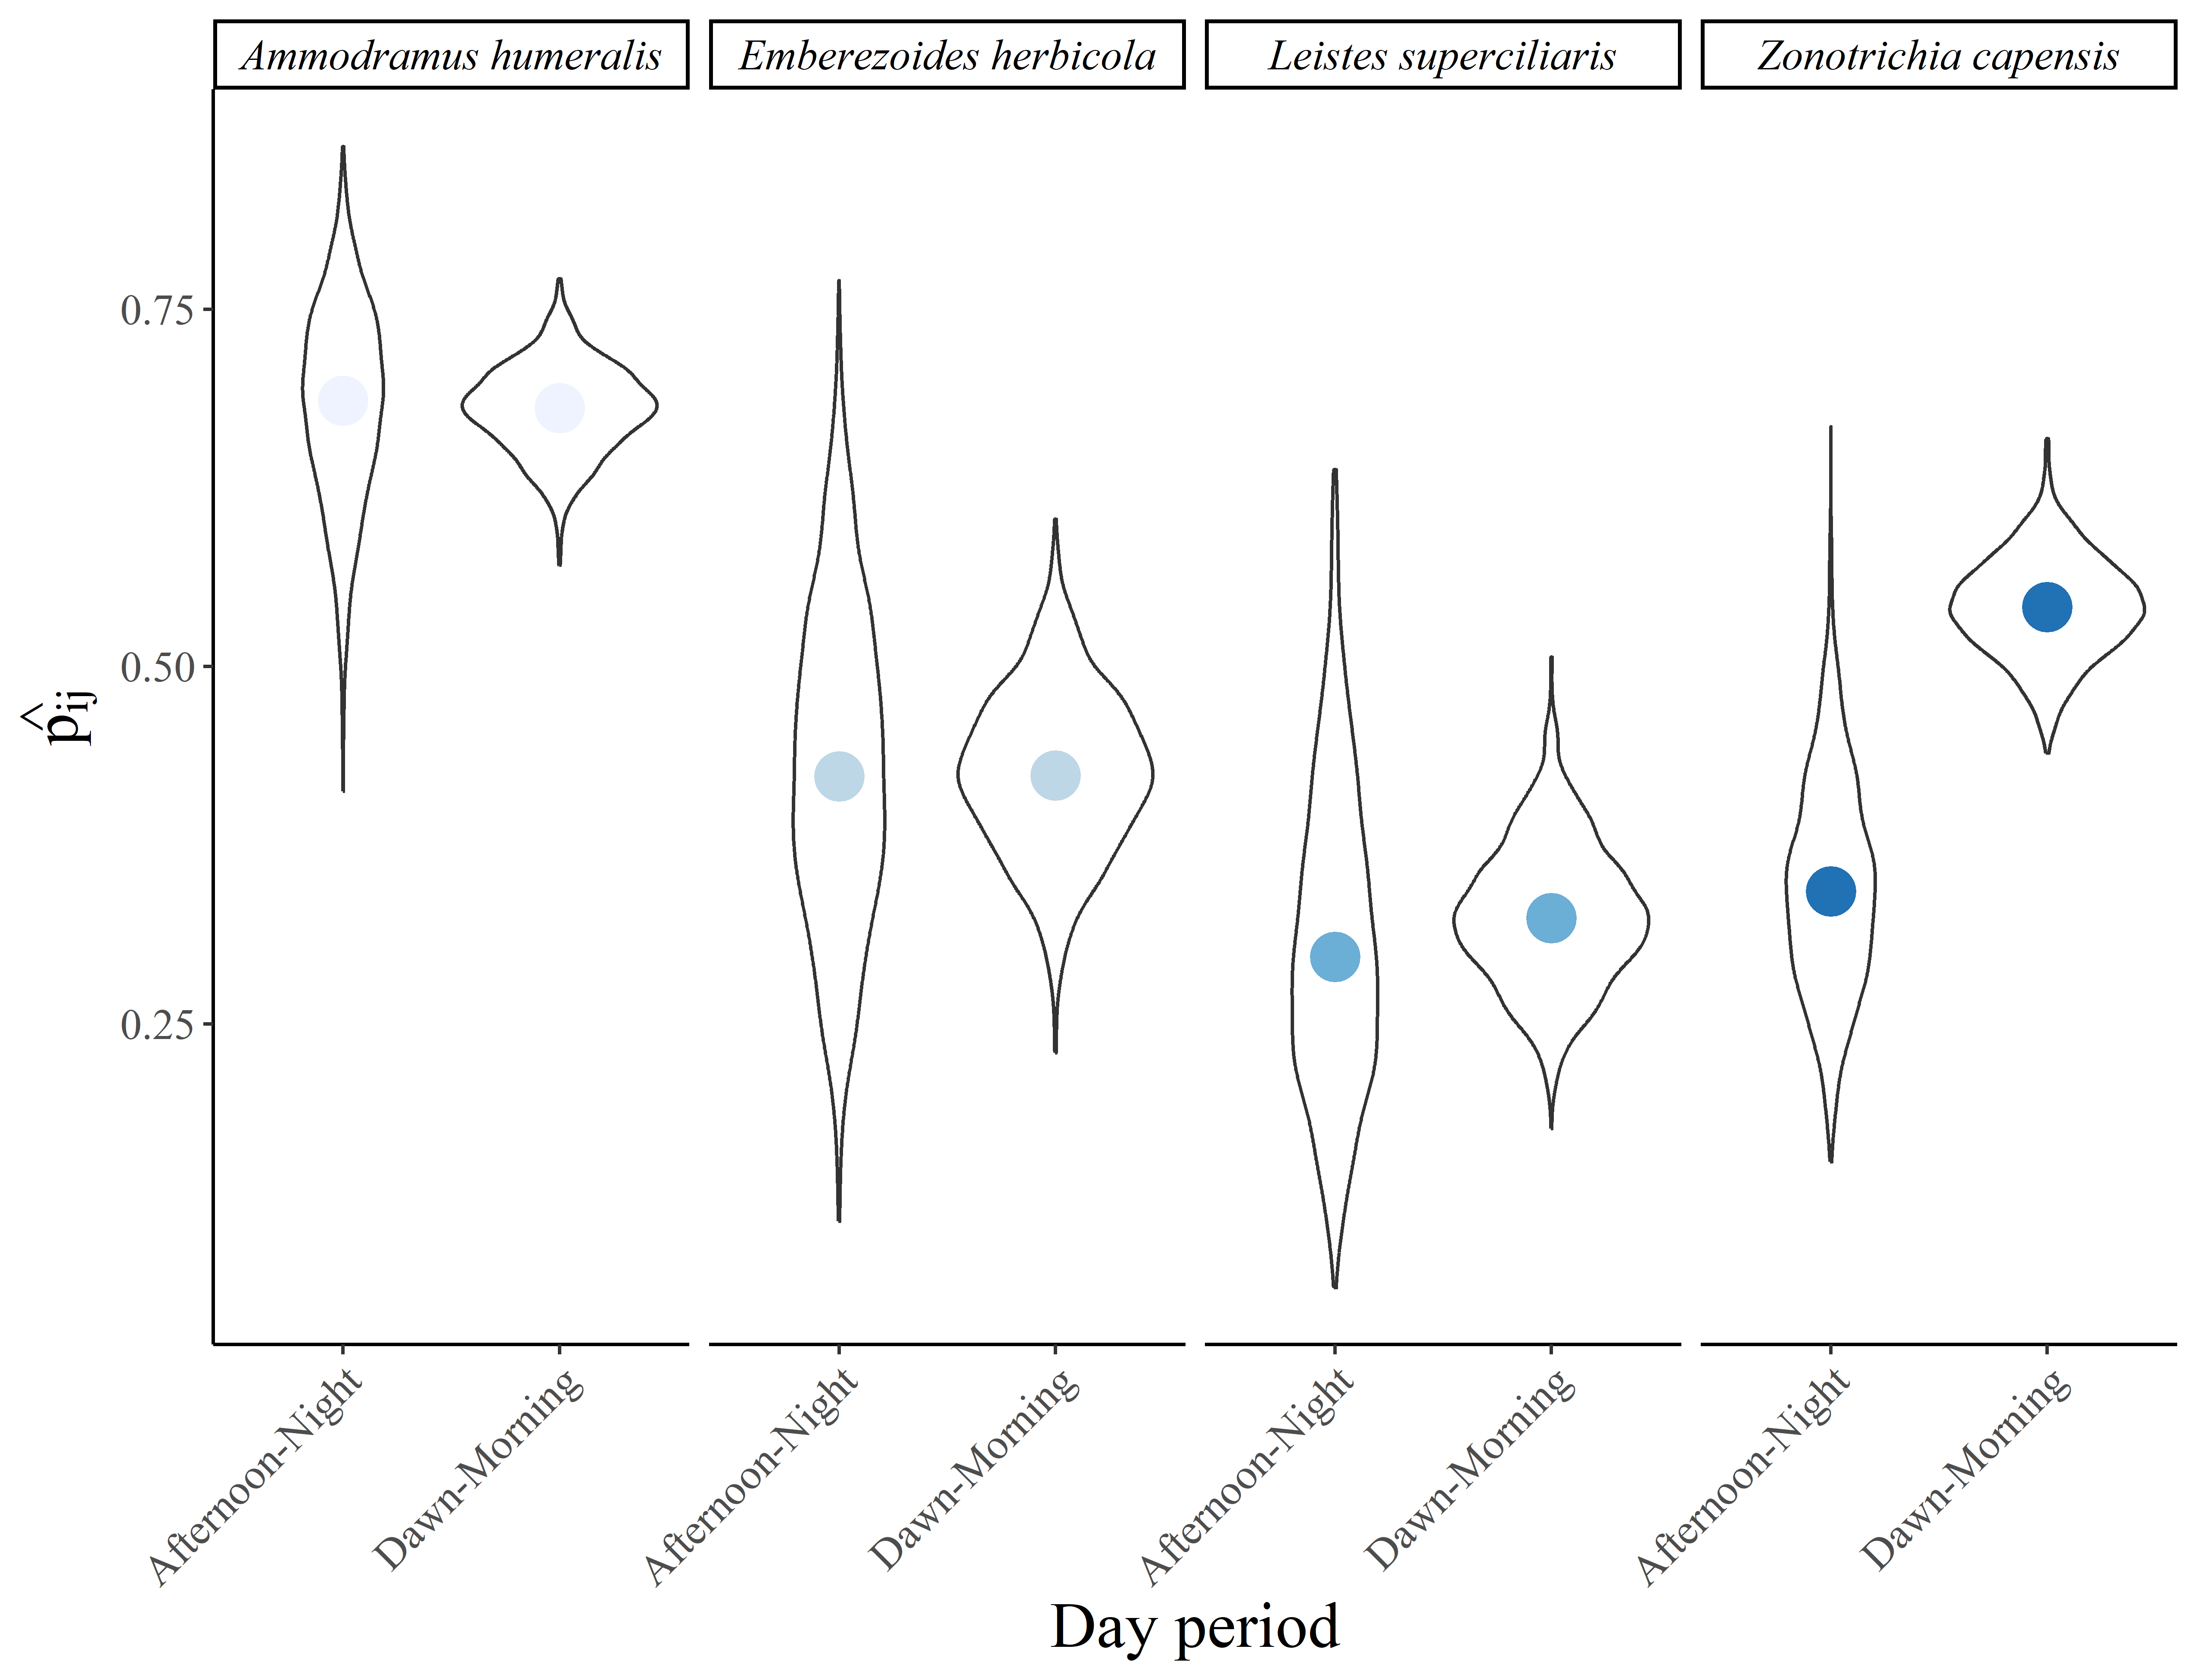 Ammodramus humeralis
Emberezoides herbicola
Leistes superciliaris
Zonotrichia capensis
0.75
0.50
0.25
p̂ij
Afternoon-Night
Dawn-Morning
Afternoon-Night
Dawn-Morning
Afternoon-Night
Dawn-Morning
Afternoon-Night
Dawn-Morning
Day period